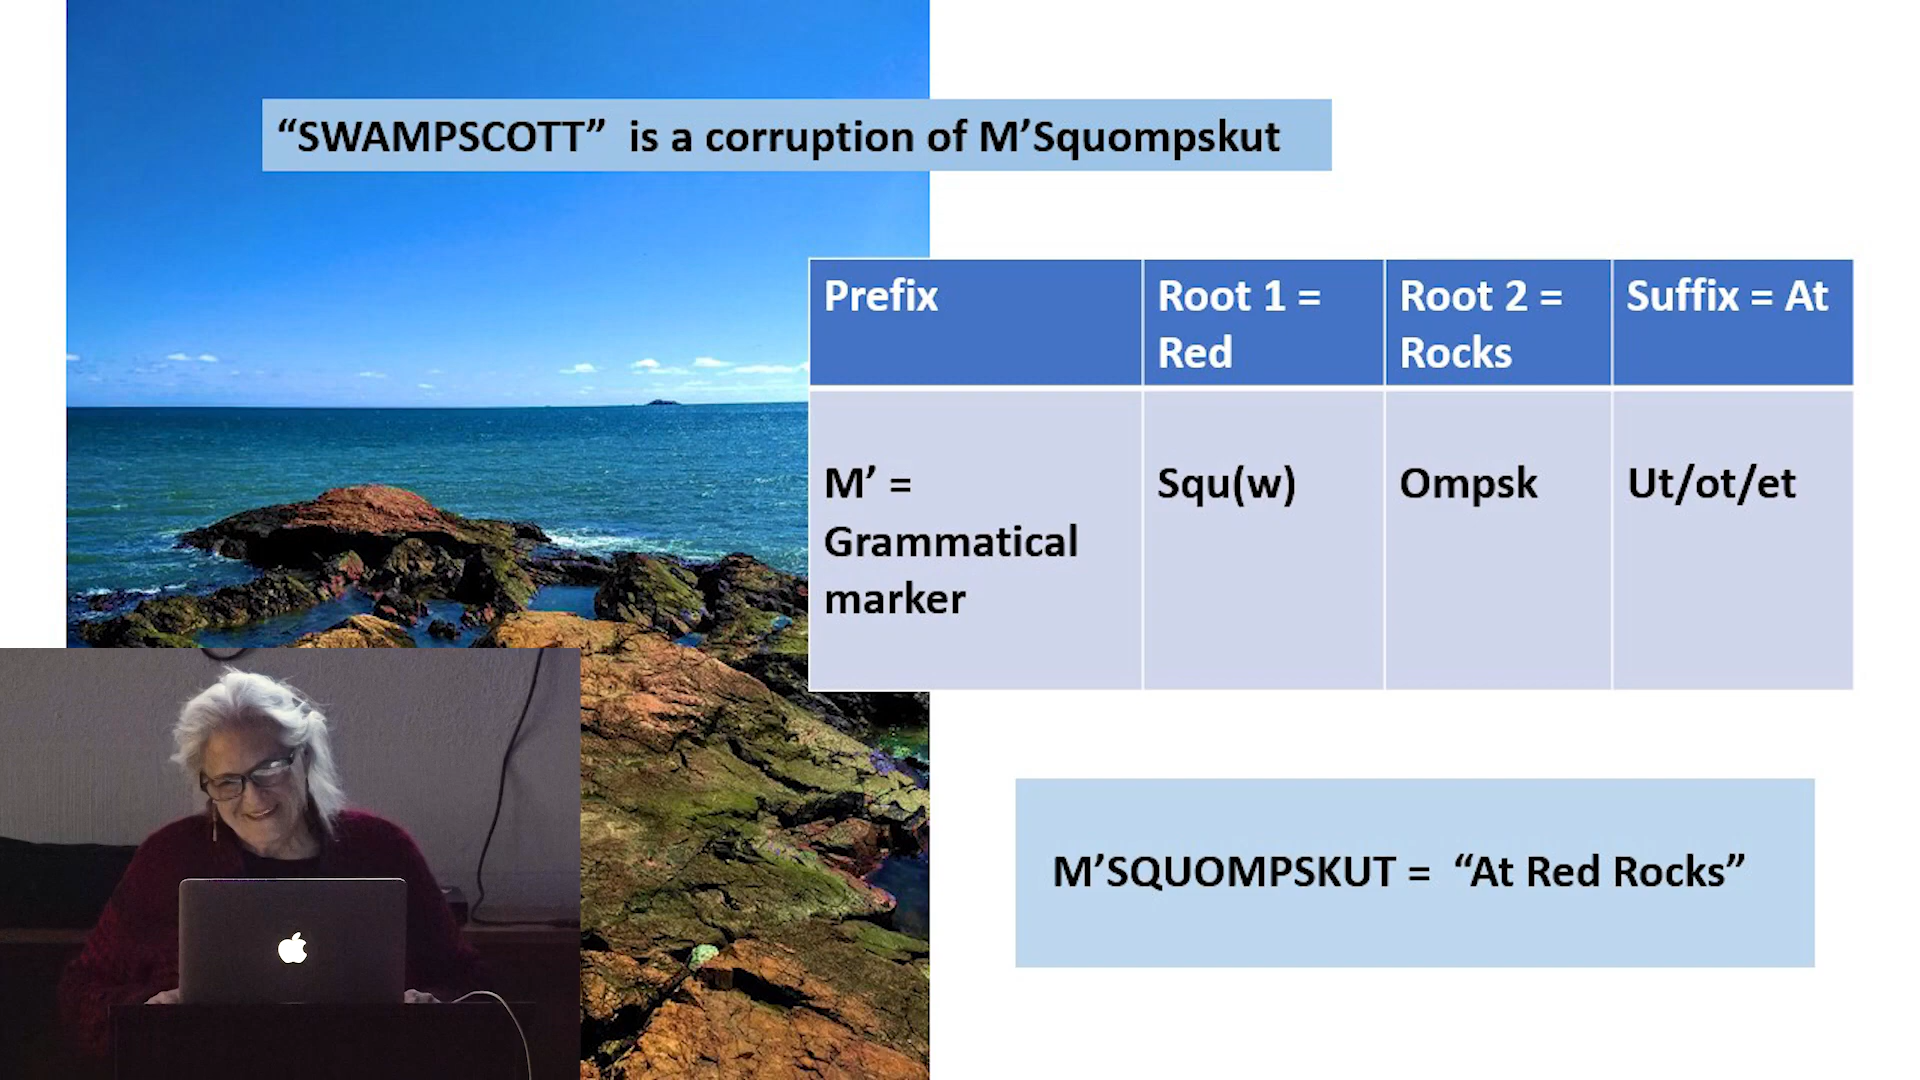 “SWAMPSCOTT”  is a corruption of M’Squompskut
Prefix
Root 1 =
Red
Root 2 =
Rocks
Suffix = At
M’ =
Grammatical
marker
Squ(w)
Ompsk
Ut/ot/et
M’SQUOMPSKUT =  “At Red Rocks”